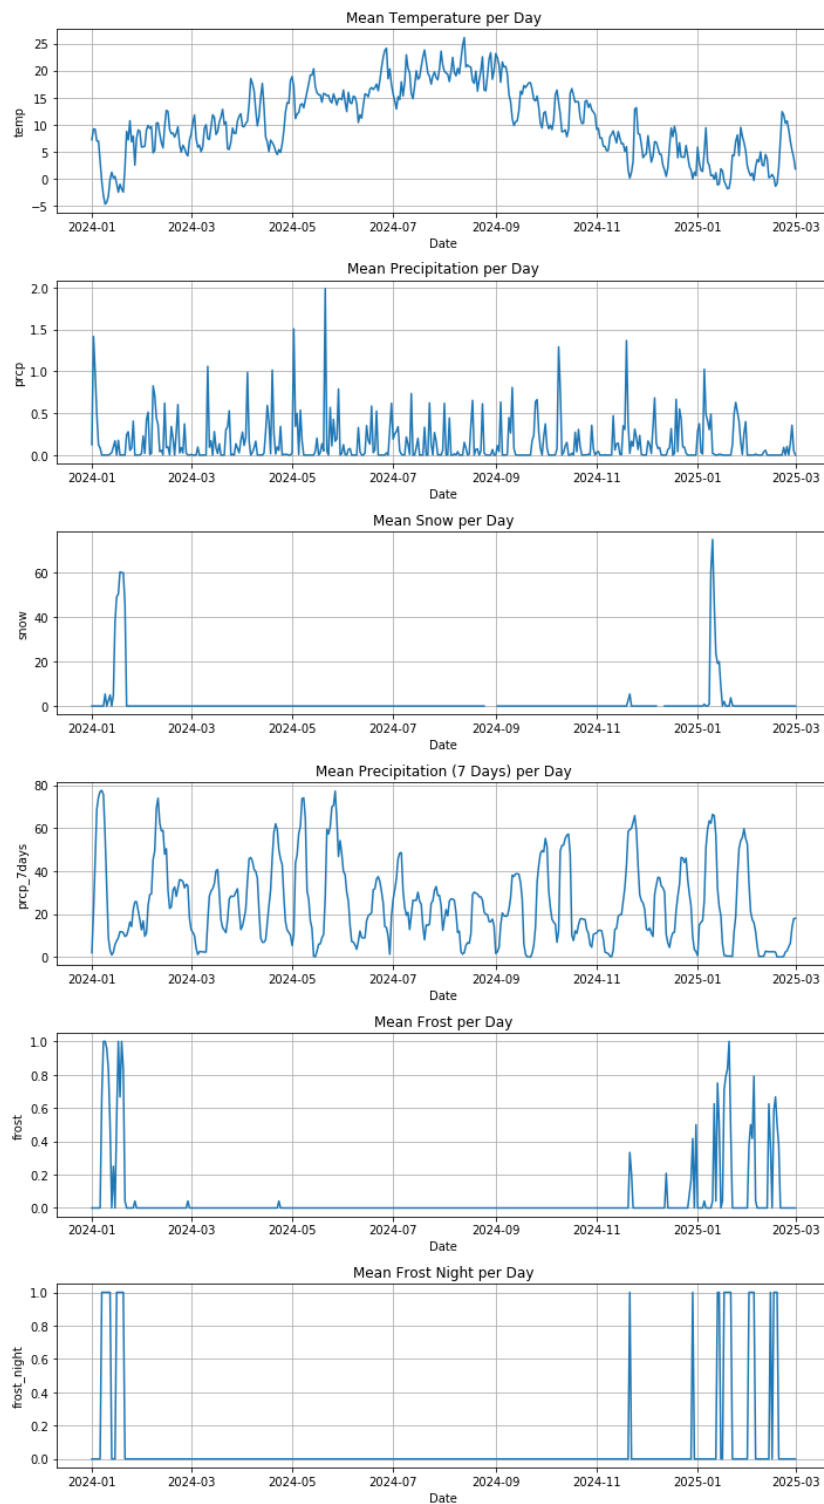 Mean Temperature per Day
25
20
15
10
5
0
−5
temp
2024-01 2024-03 2024-05 2024-07 2024-09 2024-11 2025-01 2025-03
Date
Mean Precipitation per Day
2.0
1.5
1.0
0.5
0.0
prcp
2024-01 2024-03 2024-05 2024-07 2024-09 2024-11 2025-01 2025-03
Date
Mean Snow per Day
60
40
20
0
snow
2024-01 2024-03 2024-05 2024-07 2024-09 2024-11 2025-01 2025-03
Date
Mean Precipitation (7 Days) per Day
80
60
40
20
0
prcp_7days
2024-01 2024-03 2024-05 2024-07 2024-09 2024-11 2025-01 2025-03
Date
Mean Frost per Day
1.0
0.8
0.6
0.4
0.2
0.0
frost
2024-01 2024-03 2024-05 2024-07 2024-09 2024-11 2025-01 2025-03
Date
Mean Frost Night per Day
1.0
0.8
0.6
0.4
0.2
0.0
frost_night
2024-01 2024-03 2024-05 2024-07 2024-09 2024-11 2025-01 2025-03
Date